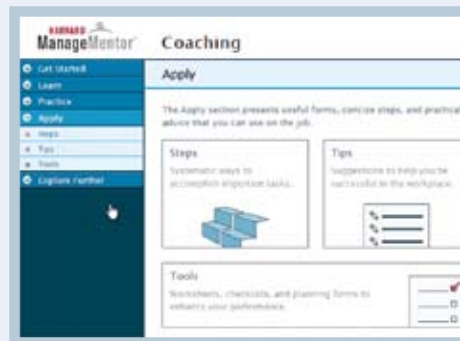 HARVARD
ManageMentor
Coaching
Get Started
Learn
Practice
Apply
Steps
Tips
Tools
Explore Further
Apply
The Apply section presents useful forms, concise steps, and practical
advice that you can use on the job.
Steps
Systematic ways to
accomplish important tasks.
Tips
Suggestions to help you be
successful in the workplace.
Tools
Worksheets, checklists, and planning forms to
enhance your performance.